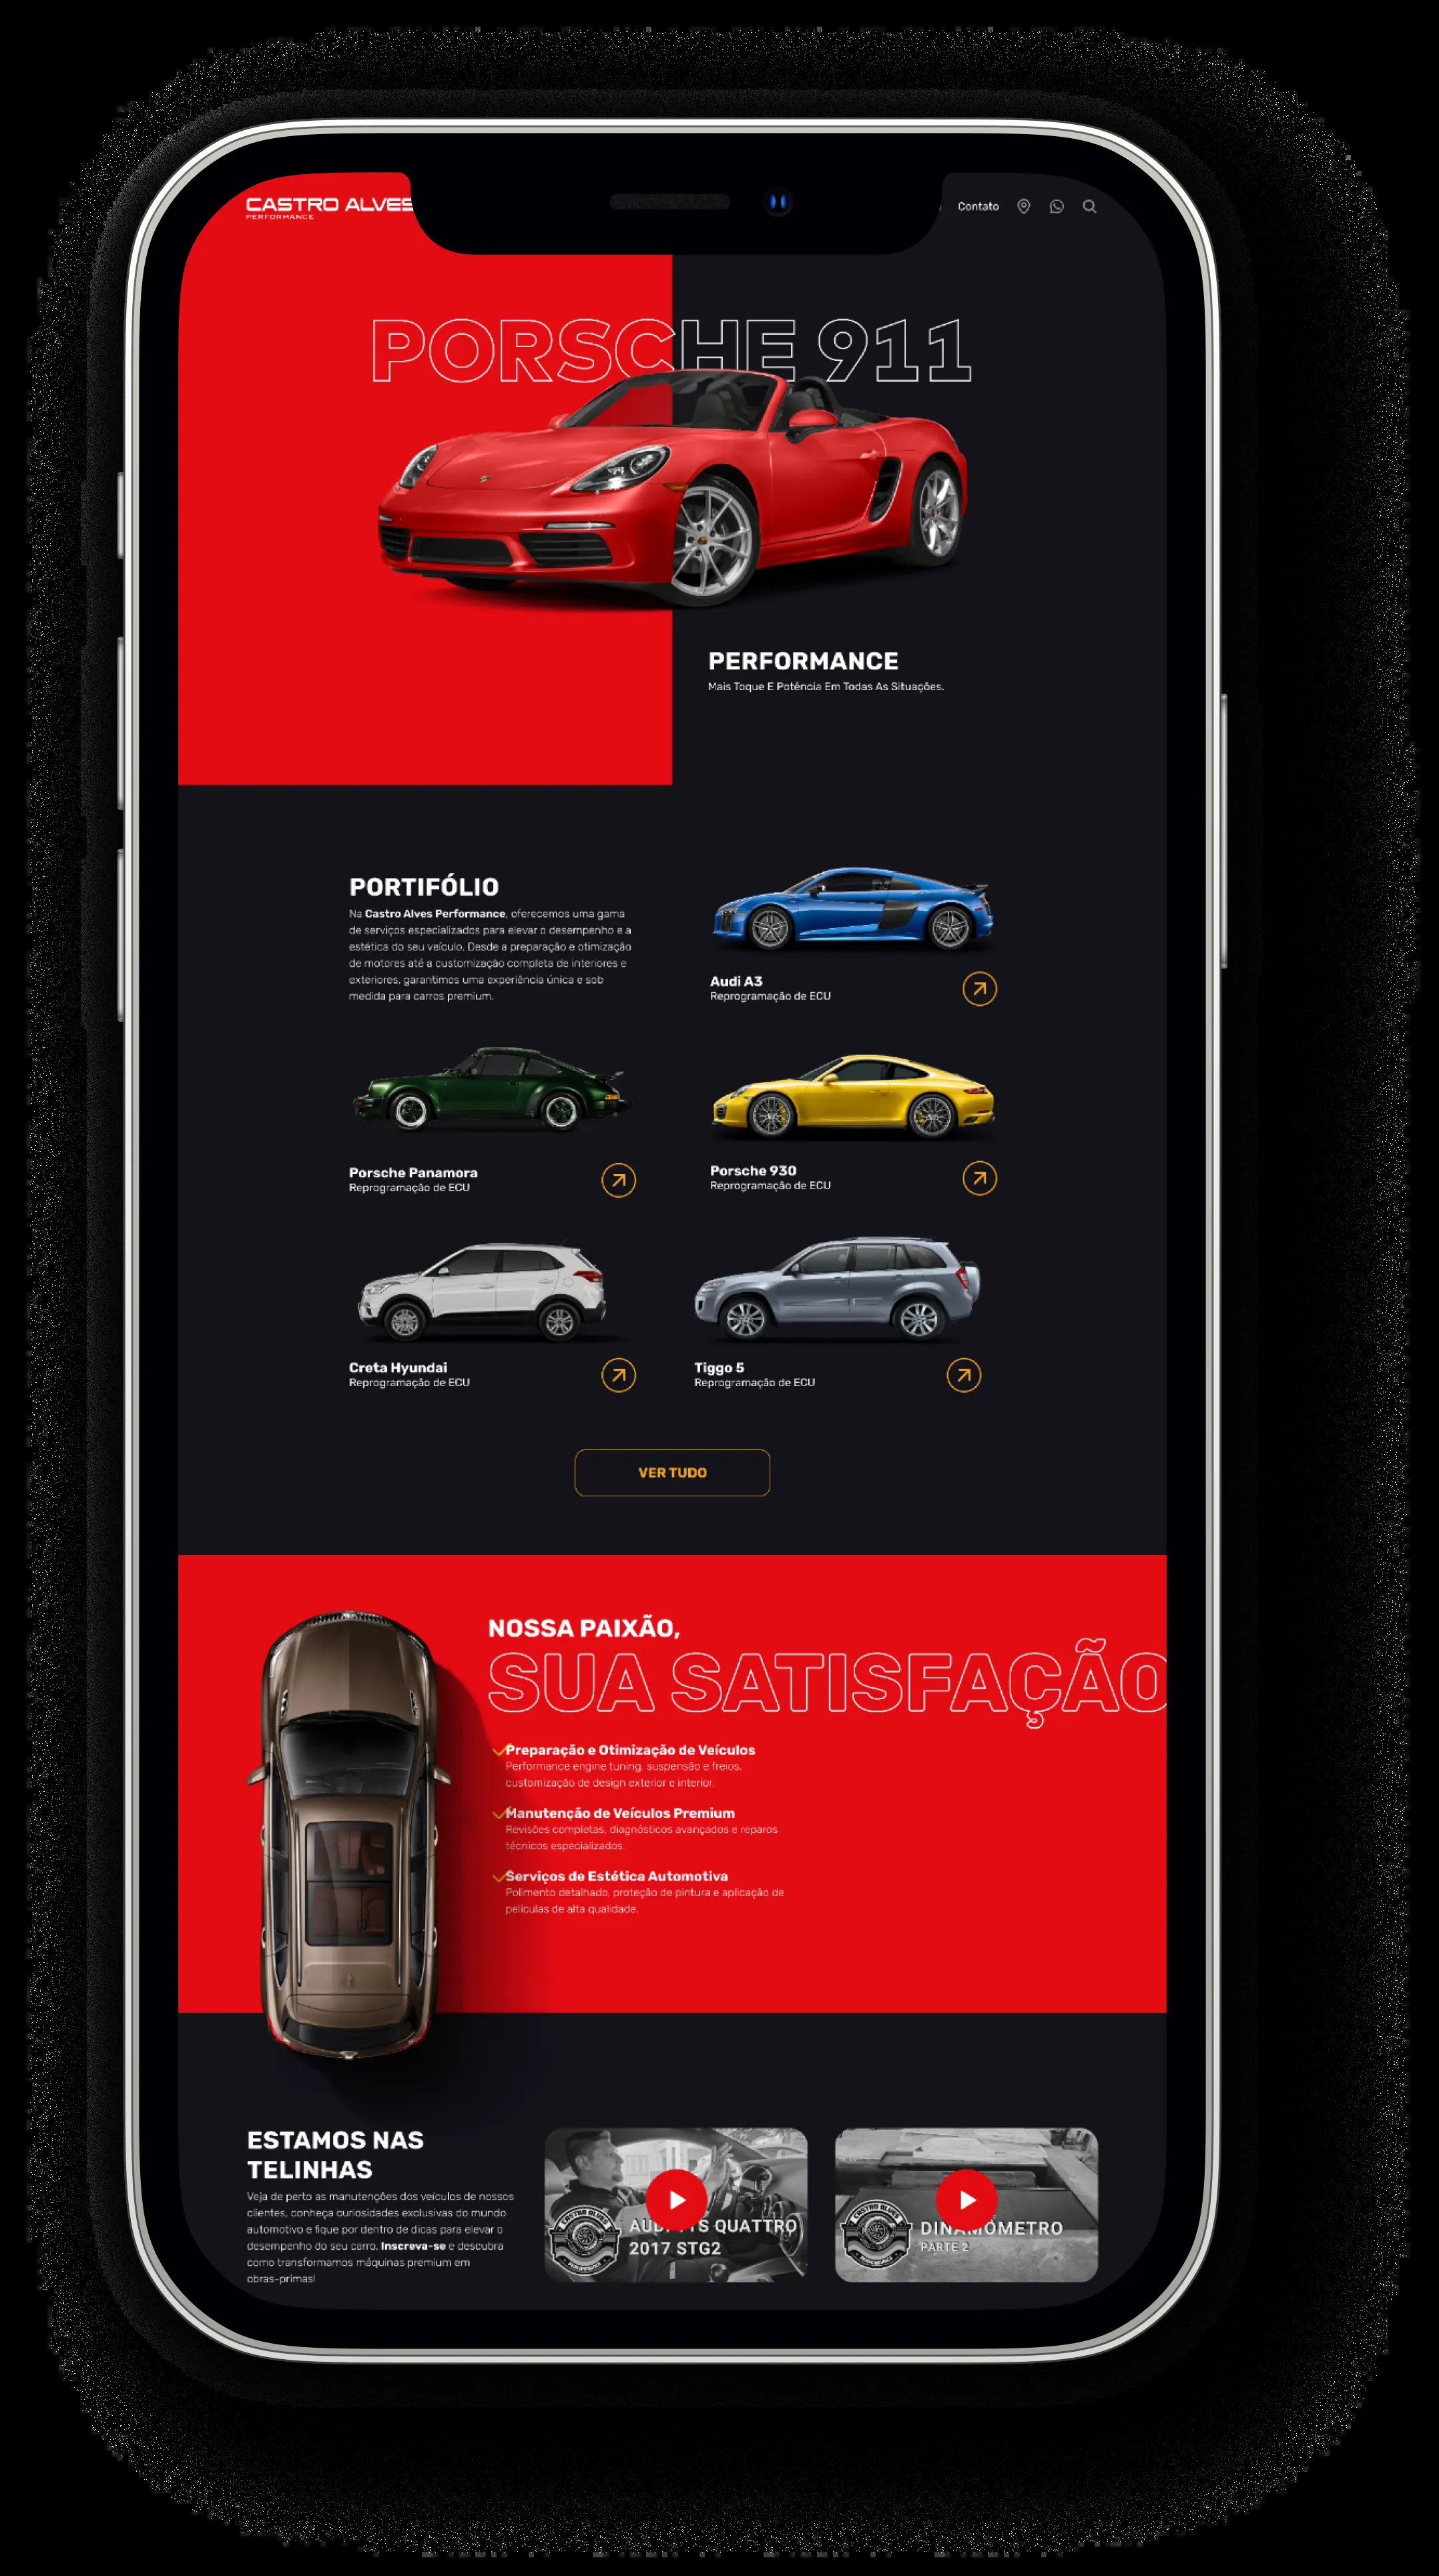 CASTRO ALVES
PERFORMANCE
Contato
PORSCHE 911
PERFORMANCE
Mais Toque E Potência Em Todas As Situações.
PORTIFÓLIO
Na Castro Alves Performance, oferecemos uma gama
de serviços especializados para elevar o desempenho e a
estética do seu veículo. Desde a preparação e otimização
de motores até a customização completa de interiores e
exteriores, garantimos uma experiência única e sob
medida para carros premium.
Audi A3
Reprogramação de ECU
Porsche Panamora
Reprogramação de ECU
Porsche 930
Reprogramação de ECU
Creta Hyundai
Reprogramação de ECU
Tiggo 5
Reprogramação de ECU
VER TUDO
NOSSA PAIXÃO,
SUA SATISFAÇÃO
Preparação e Otimização de Veículos
Performance engine tuning, suspensão e freios,
customização de design exterior e interior.
Manutenção de Veículos Premium
Revisões completas, diagnósticos avançados e reparos
técnicos especializados.
Serviços de Estética Automotiva
Polimento detalhado, proteção de pintura e aplicação de
películas de alta qualidade.
ESTAMOS NAS
TELINHAS
Veja de perto as manutenções dos veículos de nossos
clientes, conheça curiosidades exclusivas do mundo
automotivo e fique por dentro de dicas para elevar o
desempenho do seu carro. Inscreva-se e descubra
como transformamos máquinas premium em
obras-primas!
CASTRO ALVES
QUATTRO
2017 STG2
CASTRO ALVES
DINAMÔMETRO
PARTE 2